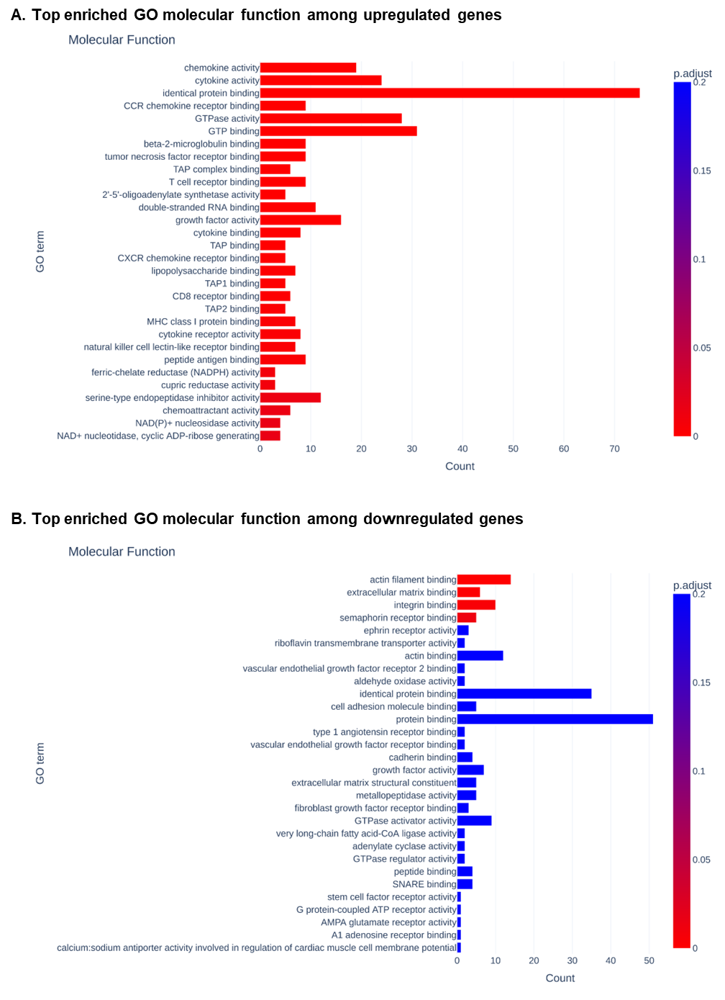 A. Top enriched GO molecular function among upregulated genes
Molecular Function
chemokine activity
cytokine activity
identical protein binding
CCR chemokine receptor binding
GTPase activity
GTP binding
beta-2-microglobulin binding
tumor necrosis factor receptor binding
TAP complex binding
T cell receptor binding
2'-5'-oligoadenylate synthetase activity
double-stranded RNA binding
growth factor activity
cytokine binding
TAP binding
CXCR chemokine receptor binding
lipopolysaccharide binding
TAP1 binding
CD8 receptor binding
TAP2 binding
MHC class I protein binding
cytokine receptor activity
natural killer cell lectin-like receptor binding
peptide antigen binding
ferric-chelate reductase (NADPH) activity
cupric reductase activity
serine-type endopeptidase inhibitor activity
chemoattractant activity
NAD(P)+ nucleosidase activity
NAD+ nucleotidase, cyclic ADP-ribose generating
GO term
0 10 20 30 40 50 60 70
Count
p.adjust
0.2
0.15
0.1
0.05
0
B. Top enriched GO molecular function among downregulated genes
Molecular Function
actin filament binding
extracellular matrix binding
integrin binding
semaphorin receptor binding
ephrin receptor activity
riboflavin transmembrane transporter activity
actin binding
vascular endothelial growth factor receptor 2 binding
aldehyde oxidase activity
identical protein binding
cell adhesion molecule binding
protein binding
type 1 angiotensin receptor binding
vascular endothelial growth factor receptor binding
cadherin binding
growth factor activity
extracellular matrix structural constituent
metallopeptidase activity
fibroblast growth factor receptor binding
GTPase activator activity
very long-chain fatty acid-CoA ligase activity
adenylate cyclase activity
GTPase regulator activity
peptide binding
SNARE binding
stem cell factor receptor activity
G protein-coupled ATP receptor activity
AMPA glutamate receptor activity
A1 adenosine receptor binding
calcium:sodium antiporter activity involved in regulation of cardiac muscle cell membrane potential
GO term
0 10 20 30 40 50
Count
p.adjust
0.2
0.15
0.1
0.05
0